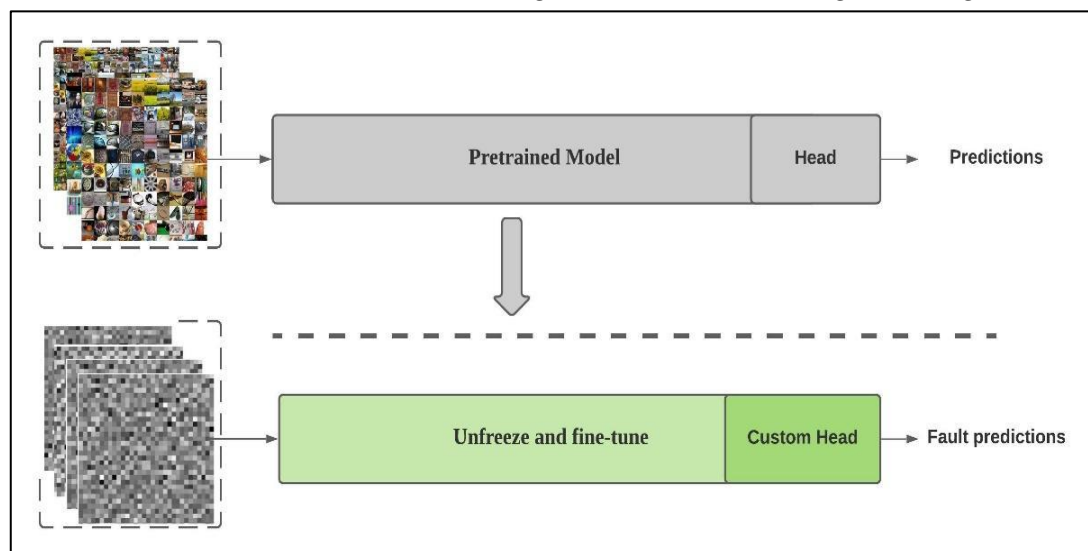 Pretrained Model
Head
Predictions
Unfreeze and fine-tune
Custom Head
Fault predictions